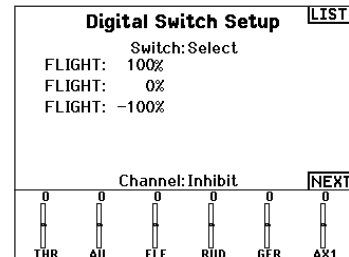 Digital Switch Setup LIST
Switch:Select
FLIGHT: 100%
FLIGHT: 0%
FLIGHT: -100%
Channel:Inhibit NEXT
0 0 0 0 0 0
THR AIL ELE RUD GER AX1